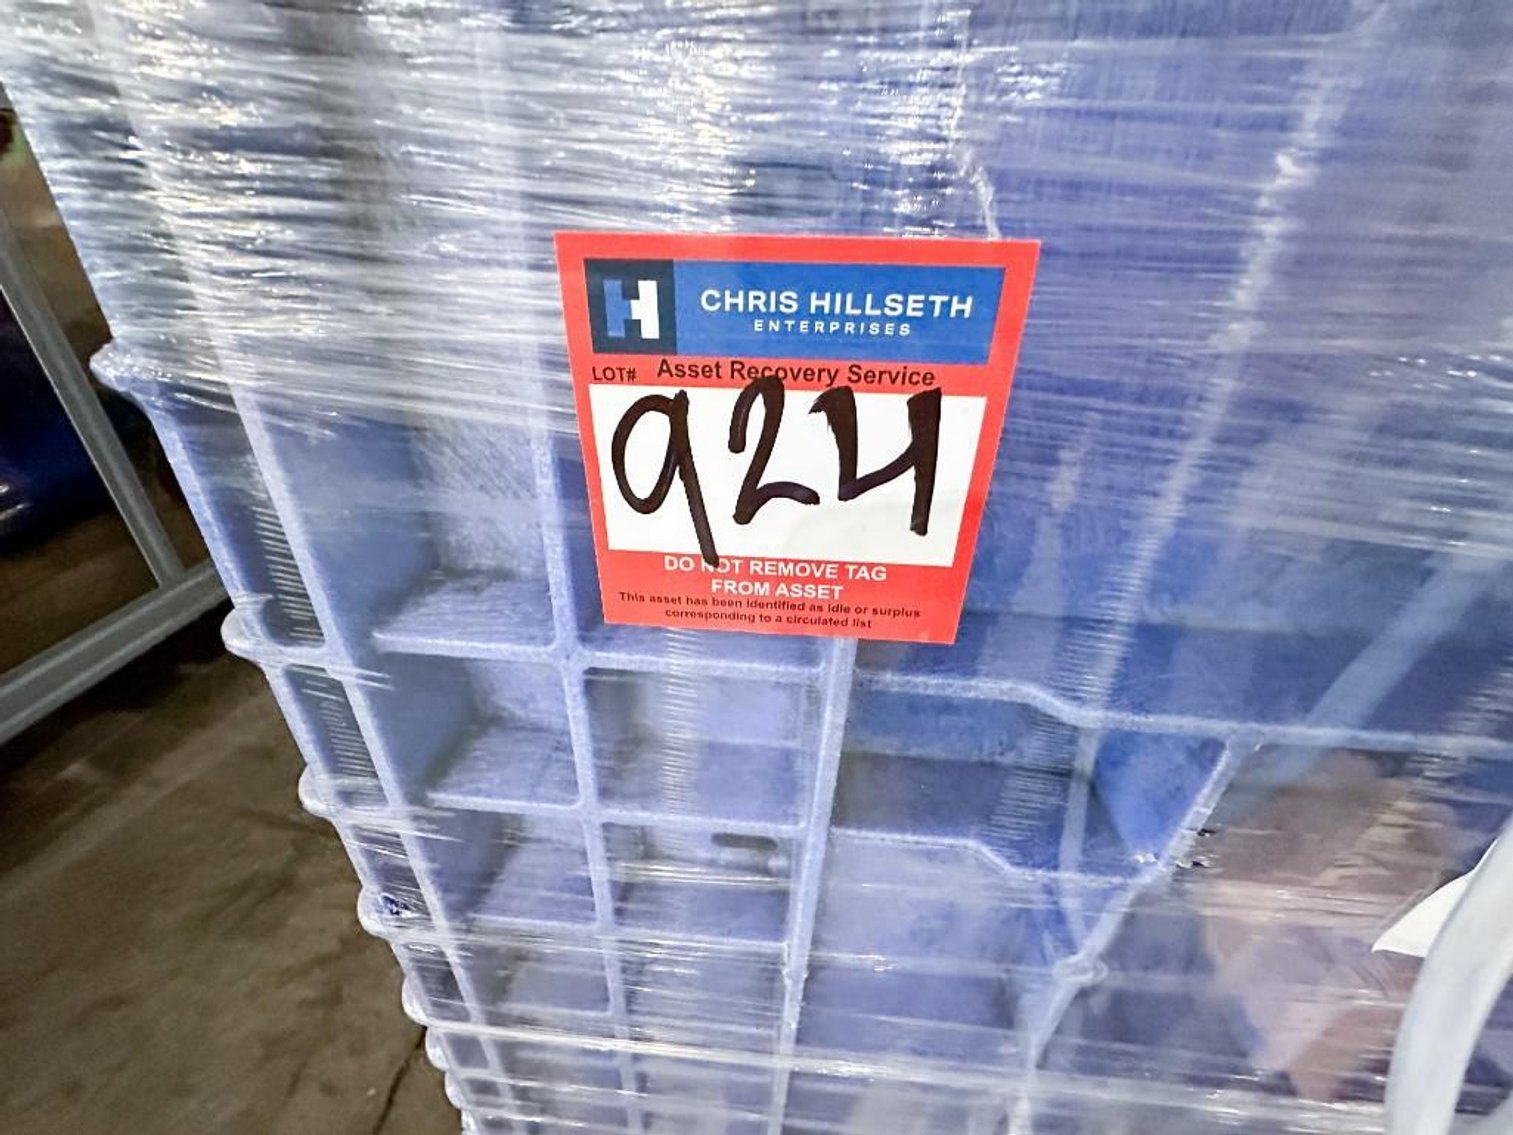 CHRIS HILLSETH
ENTERPRISES
LOT# Asset Recovery Service
924
DO NOT REMOVE TAG
FROM ASSET
This asset has been identified as idle or surplus
corresponding to a circulated list